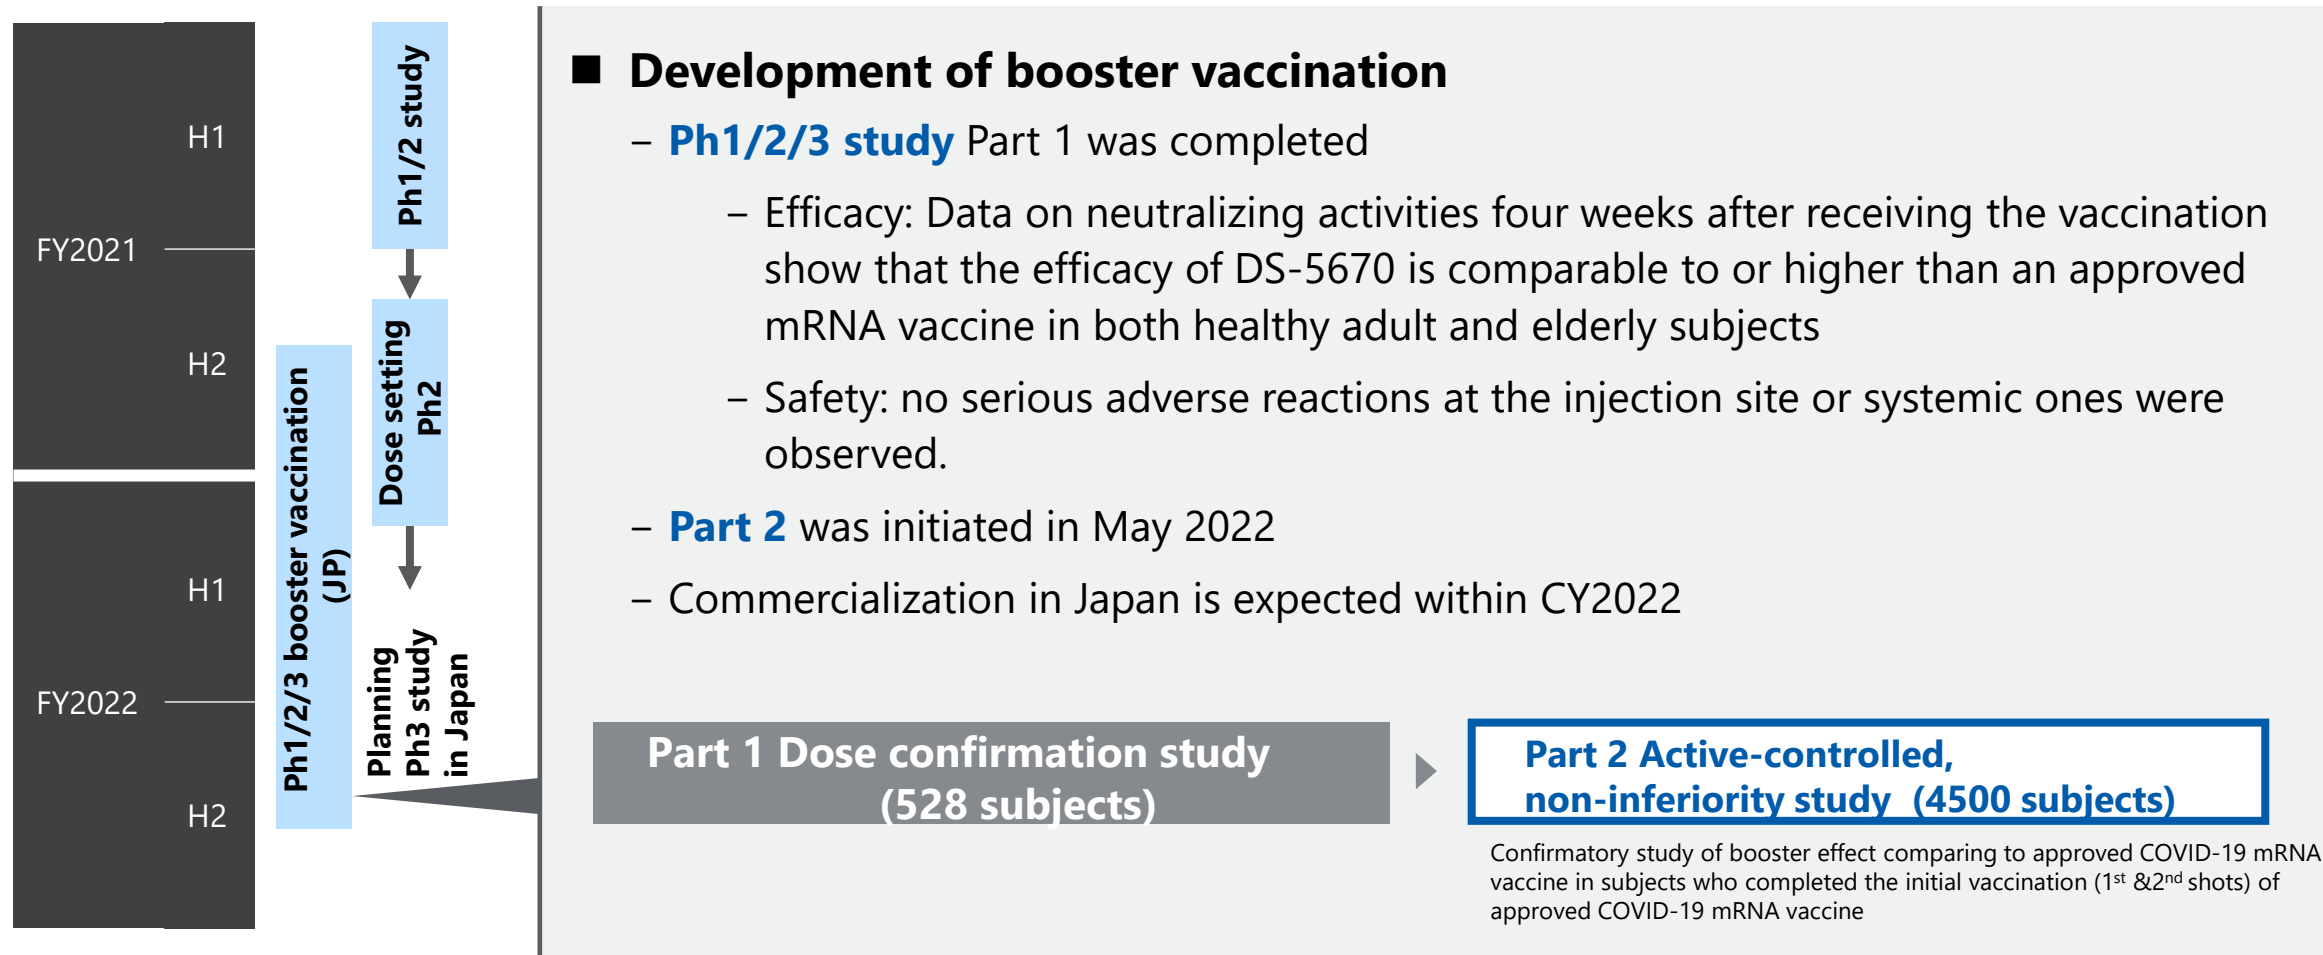 FY2021
H1
H2
FY2022
H1
H2
Ph1/2/3 booster vaccination
(JP)
Ph1/2 study
Dose setting
Ph2
Planning
Ph3 study
in Japan
■ Development of booster vaccination
– Ph1/2/3 study Part 1 was completed
– Efficacy: Data on neutralizing activities four weeks after receiving the vaccination
show that the efficacy of DS-5670 is comparable to or higher than an approved
mRNA vaccine in both healthy adult and elderly subjects
– Safety: no serious adverse reactions at the injection site or systemic ones were
observed.
– Part 2 was initiated in May 2022
– Commercialization in Japan is expected within CY2022
Part 1 Dose confirmation study
(528 subjects)
Part 2 Active-controlled,
non-inferiority study (4500 subjects)
Confirmatory study of booster effect comparing to approved COVID-19 mRNA
vaccine in subjects who completed the initial vaccination (1st &2nd shots) of
approved COVID-19 mRNA vaccine